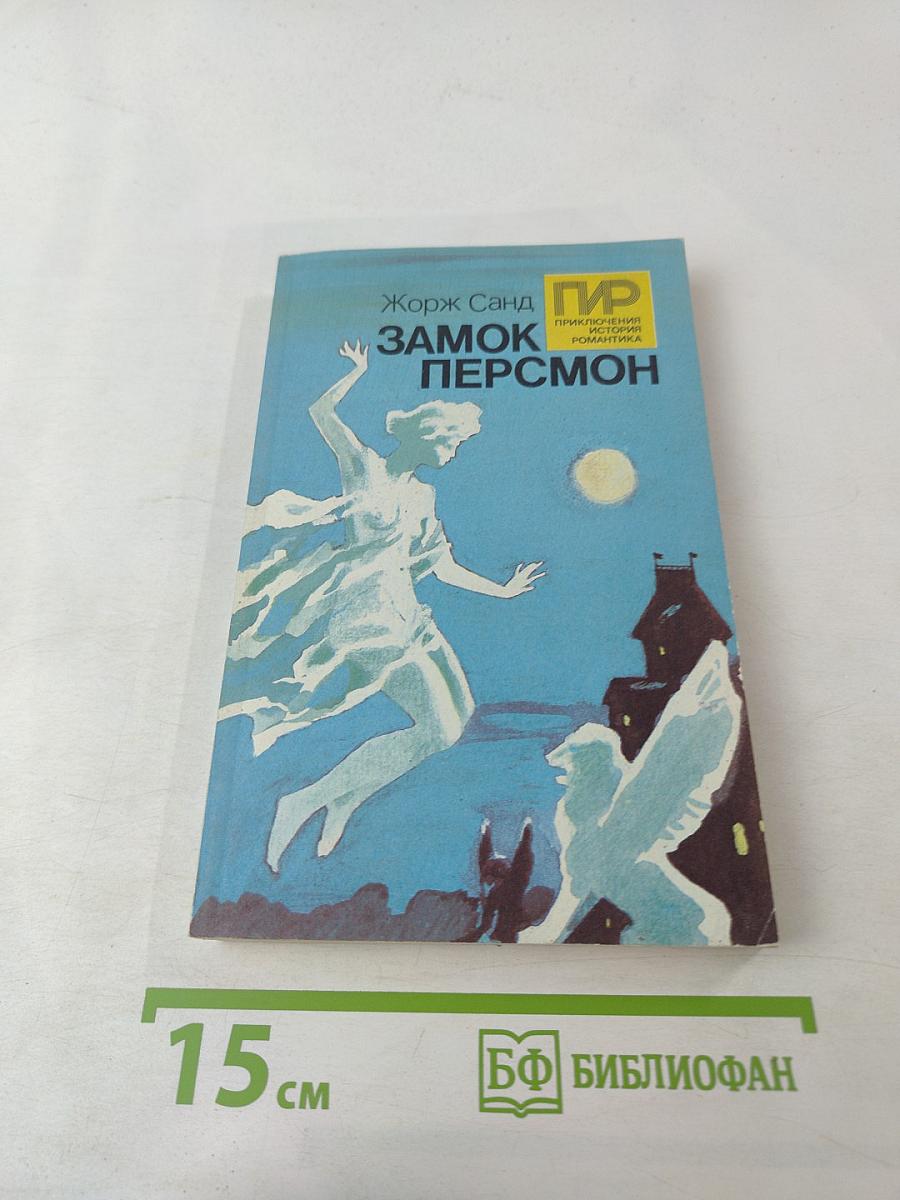 Жорж Санд
ПИР
ПРИКЛЮЧЕНИЯ
ИСТОРИЯ
РОМАНТИКА
ЗАМОК
ПЕРСМОН
15 см
БФ БИБЛИОФАН